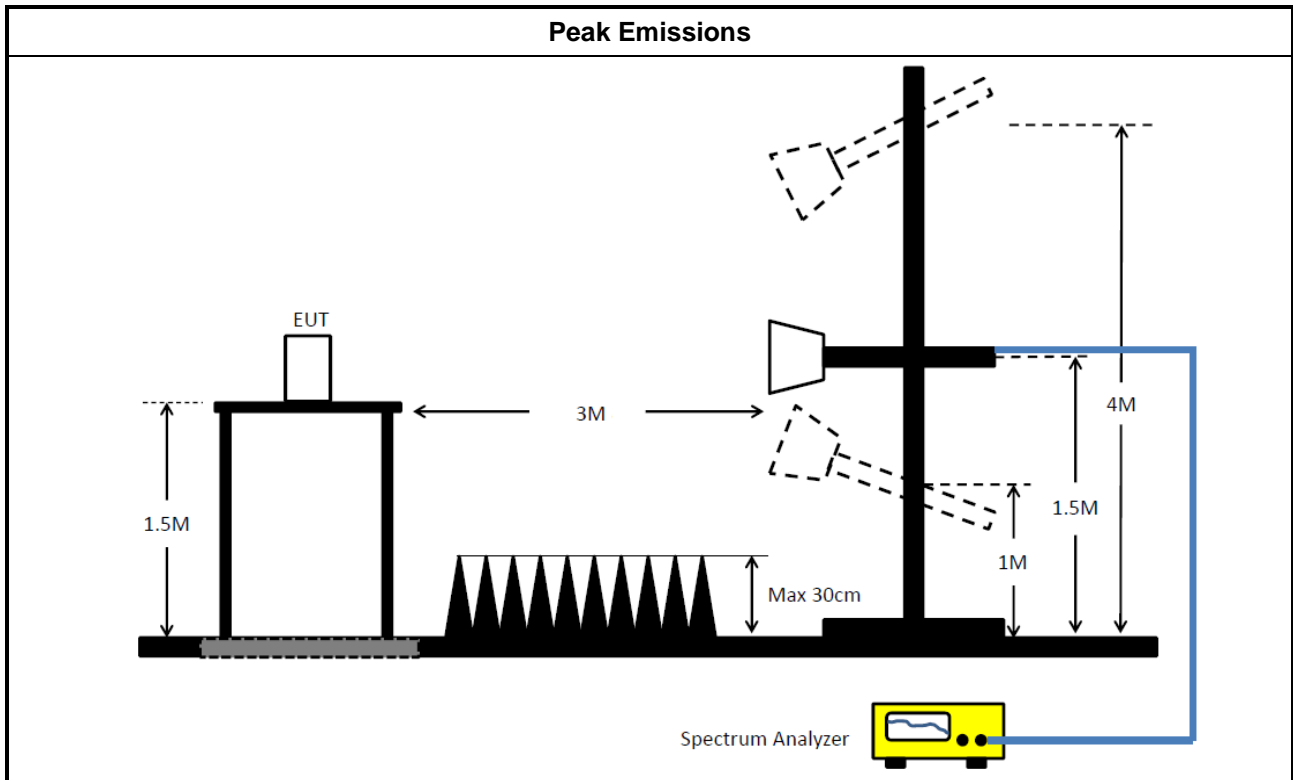 Peak Emissions
EUT
3M
4M
1.5M
1.5M
1M
Max 30cm
Spectrum Analyzer